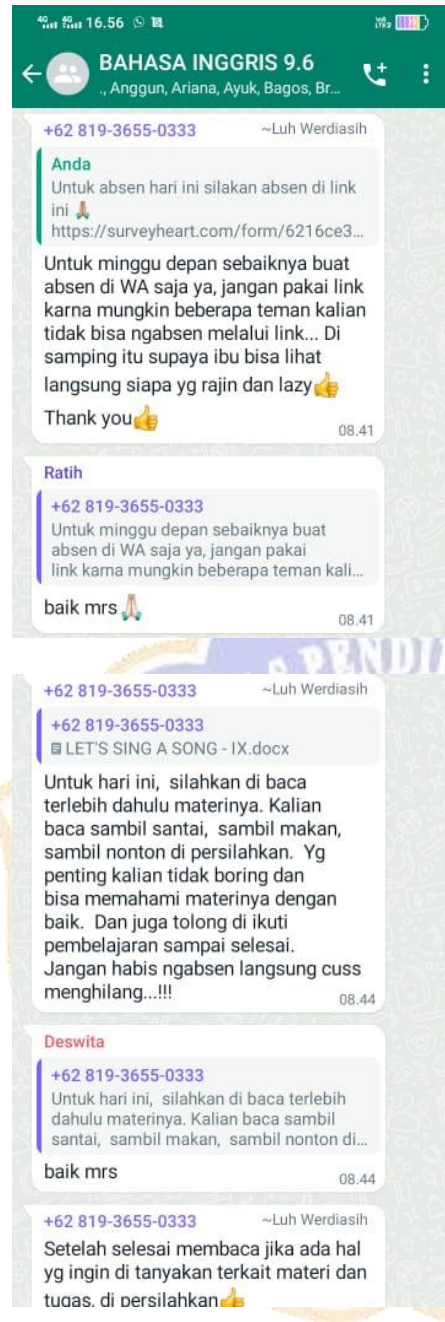 16.56
BAHASA INGGRIS 9.6
., Anggun, Ariana, Ayuk, Bagos, Br...
+62 819-3655-0333 ~Luh Werdiasih
Anda
Untuk absen hari ini silakan absen di link
ini 🙏
https://surveyheart.com/form/6216ce3...
Untuk minggu depan sebaiknya buat
absen di WA saja ya, jangan pakai link
karna mungkin beberapa teman kalian
tidak bisa ngabsen melalui link... Di
samping itu supaya ibu bisa lihat
langsung siapa yg rajin dan lazy👍
Thank you👍
08.41
Ratih
+62 819-3655-0333
Untuk minggu depan sebaiknya buat
absen di WA saja ya, jangan pakai
link karna mungkin beberapa teman kali...
baik mrs 🙏
08.41
PENDI
+62 819-3655-0333 ~Luh Werdiasih
+62 819-3655-0333
LET'S SING A SONG - IX.docx
Untuk hari ini, silahkan di baca
terlebih dahulu materinya. Kalian
baca sambil santai, sambil makan,
sambil nonton di persilahkan. Yg
penting kalian tidak boring dan
bisa memahami materinya dengan
baik. Dan juga tolong di ikuti
pembelajaran sampai selesai.
Jangan habis ngabsen langsung cuss
menghilang...!!!
08.44
Deswita
+62 819-3655-0333
Untuk hari ini, silahkan di baca terlebih
dahulu materinya. Kalian baca sambil
santai, sambil makan, sambil nonton di...
baik mrs
08.44
+62 819-3655-0333 ~Luh Werdiasih
Setelah selesai membaca jika ada hal
yg ingin di tanyakan terkait materi dan
tugas, di persilahkan👍